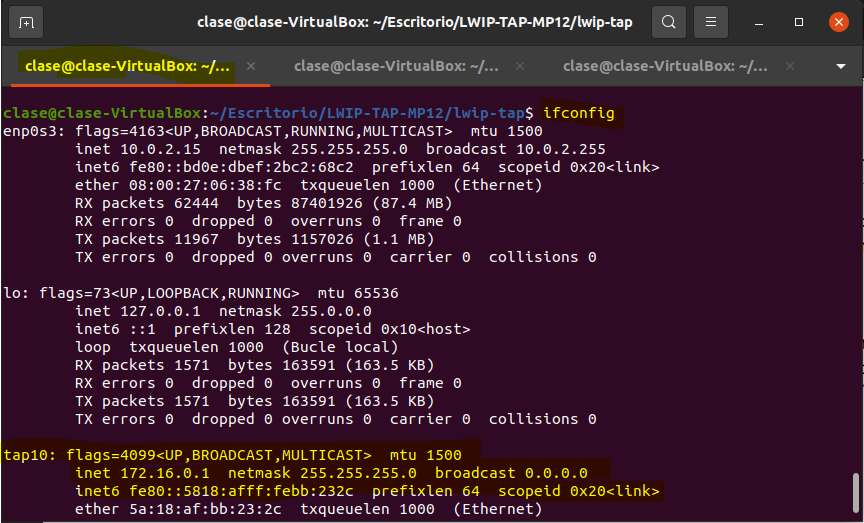 clase@clase-VirtualBox: ~/Escritorio/LWIP-TAP-MP12/lwip-tap
clase@clase-VirtualBox: ~/... × clase@clase-VirtualBox: ~/... × clase@clase-VirtualBox: ~/... ×
clase@clase-VirtualBox:~/Escritorio/LWIP-TAP-MP12/lwip-tap$ ifconfig
enp0s3: flags=4163<UP,BROADCAST,RUNNING,MULTICAST>  mtu 1500
        inet 10.0.2.15  netmask 255.255.255.0  broadcast 10.0.2.255
        inet6 fe80::bd0e:dbef:2bc2:68c2  prefixlen 64  scopeid 0x20<link>
        ether 08:00:27:06:38:fc  txqueuelen 1000  (Ethernet)
        RX packets 62444  bytes 87401926 (87.4 MB)
        RX errors 0  dropped 0  overruns 0  frame 0
        TX packets 11967  bytes 1157026 (1.1 MB)
        TX errors 0  dropped 0 overruns 0  carrier 0  collisions 0
lo: flags=73<UP,LOOPBACK,RUNNING>  mtu 65536
        inet 127.0.0.1  netmask 255.0.0.0
        inet6 ::1  prefixlen 128  scopeid 0x10<host>
        loop  txqueuelen 1000  (Bucle local)
        RX packets 1571  bytes 163591 (163.5 KB)
        RX errors 0  dropped 0  overruns 0  frame 0
        TX packets 1571  bytes 163591 (163.5 KB)
        TX errors 0  dropped 0 overruns 0  carrier 0  collisions 0
tap10: flags=4099<UP,BROADCAST,MULTICAST>  mtu 1500
        inet 172.16.0.1  netmask 255.255.255.0  broadcast 0.0.0.0
        inet6 fe80::5818:afff:febb:232c  prefixlen 64  scopeid 0x20<link>
        ether 5a:18:af:bb:23:2c  txqueuelen 1000  (Ethernet)